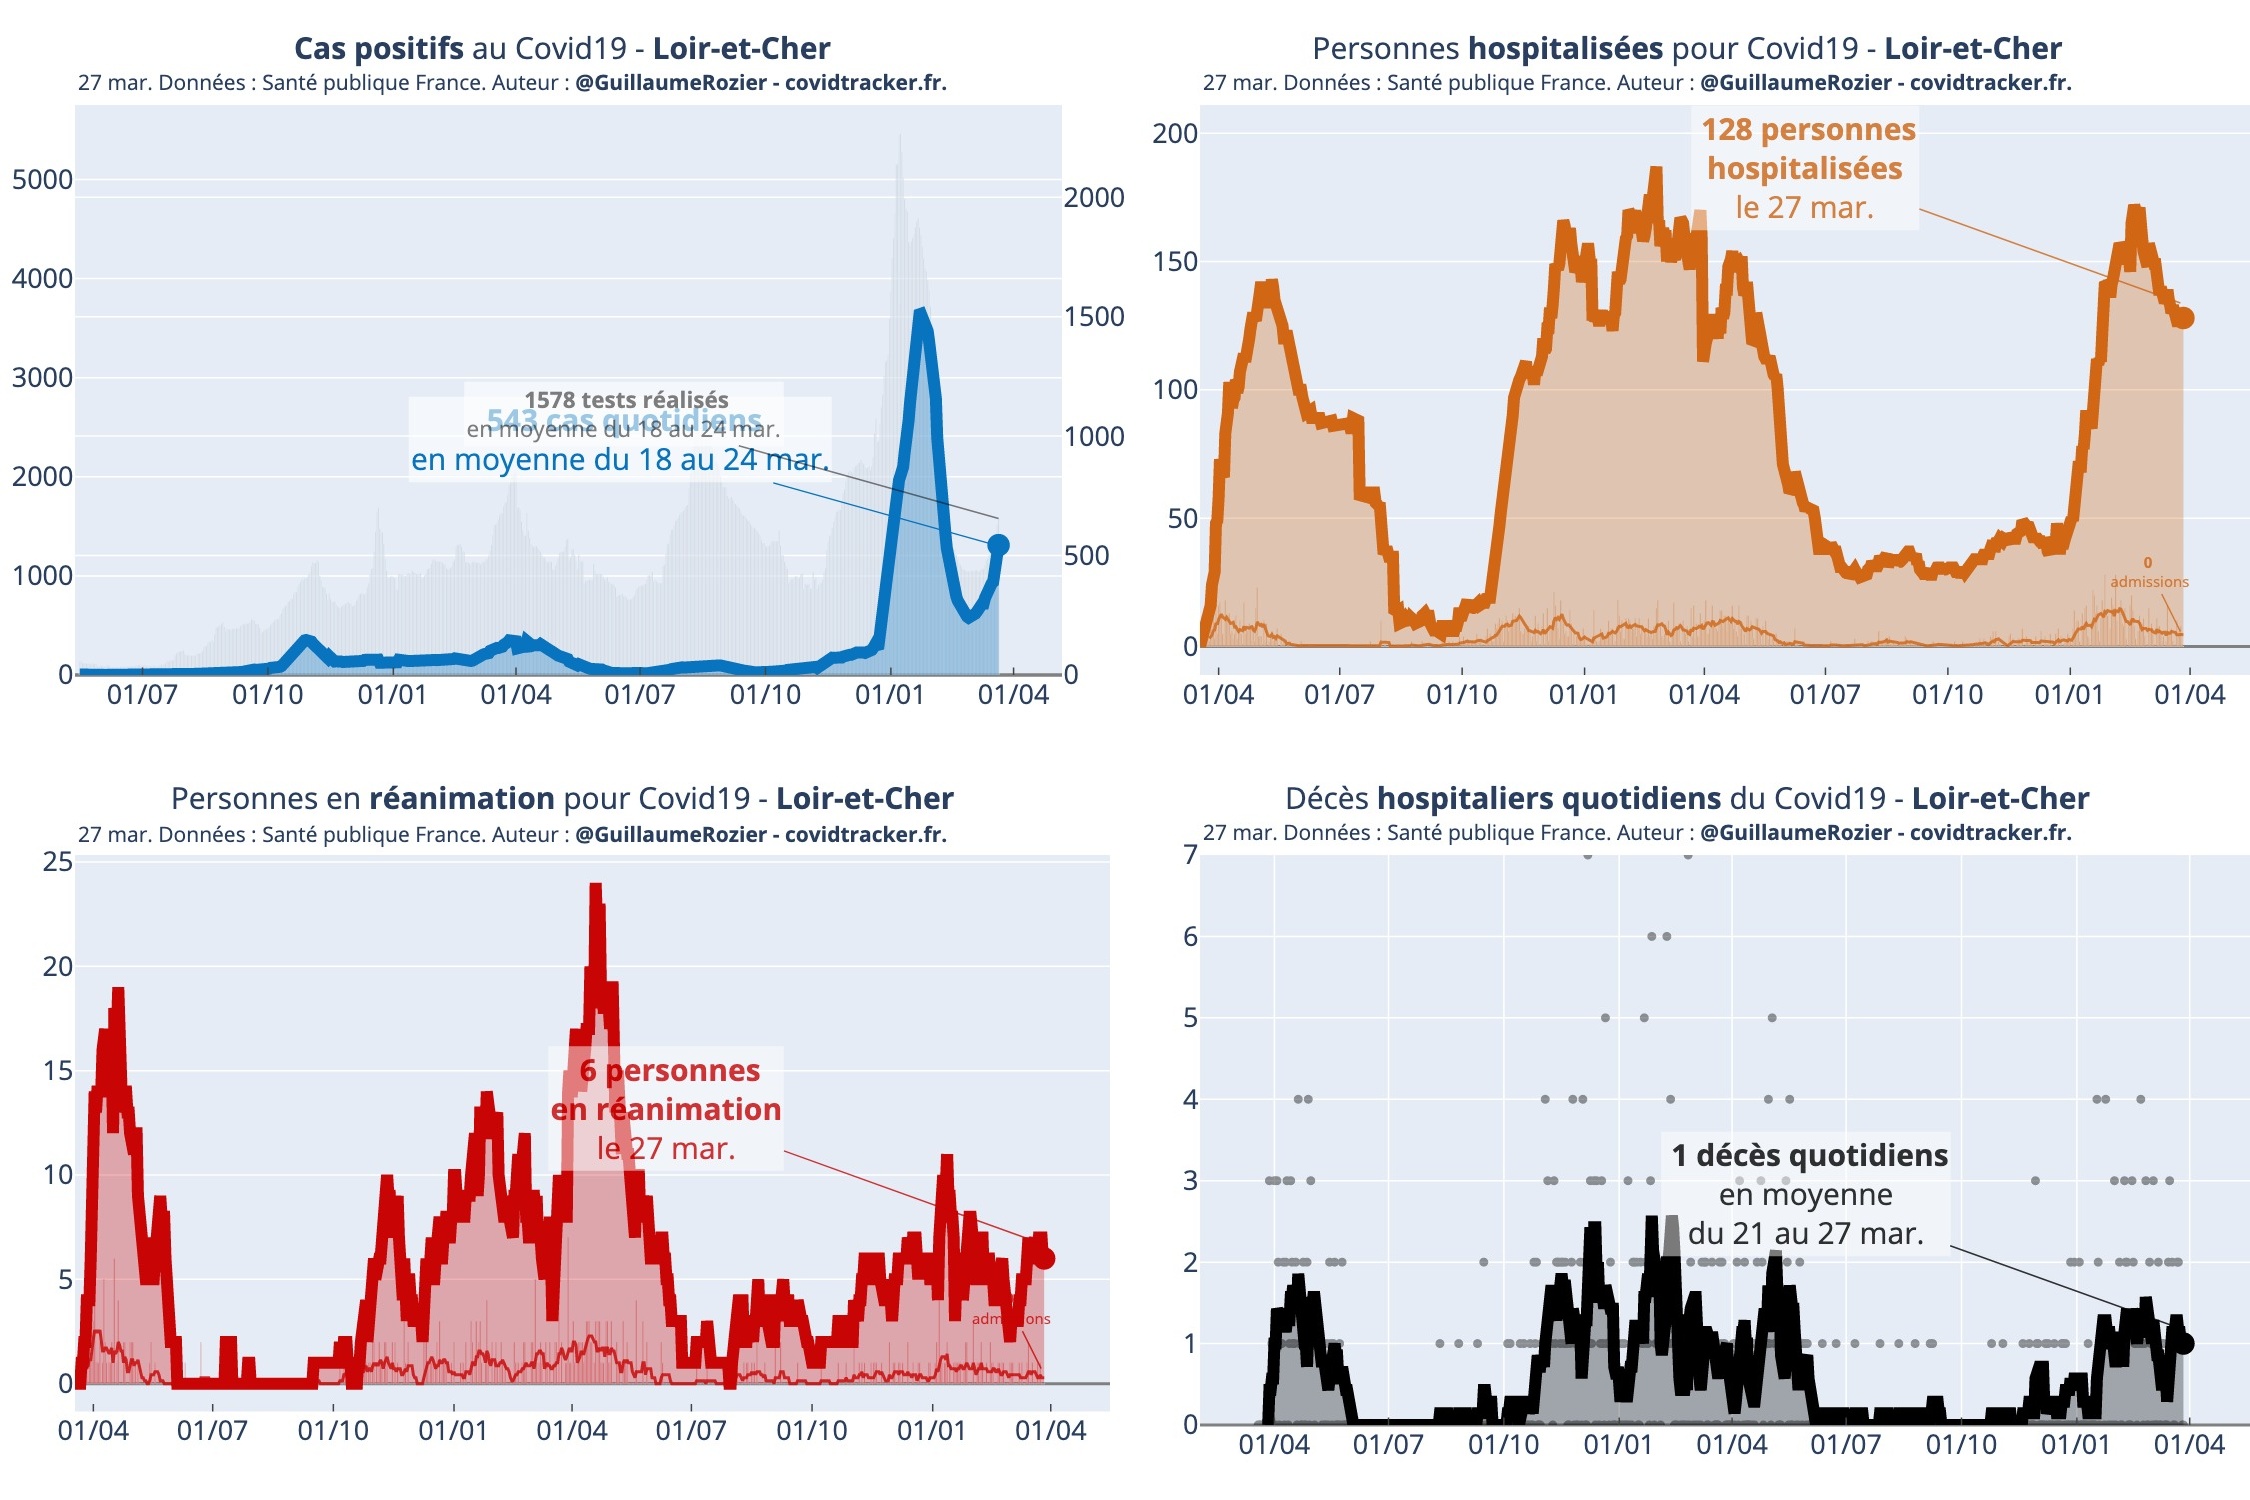 Cas positifs au Covid19 - Loir-et-Cher
27 mar. Données : Santé publique France. Auteur : @GuillaumeRozier - covidtracker.fr.
5000
4000
3000
2000
1000
0
2000
1500
1000
500
0
1578 tests réalisés
en moyenne du 18 au 24 mar.
543 cas quotidiens
en moyenne du 18 au 24 mar.
01/07 01/10 01/01 01/04 01/07 01/10 01/01 01/04
Personnes hospitalisées pour Covid19 - Loir-et-Cher
27 mar. Données : Santé publique France. Auteur : @GuillaumeRozier - covidtracker.fr.
200
150
100
50
0
128 personnes
hospitalisées
le 27 mar.
0
admissions
01/04 01/07 01/10 01/01 01/04 01/07 01/10 01/01 01/04
Personnes en réanimation pour Covid19 - Loir-et-Cher
27 mar. Données : Santé publique France. Auteur : @GuillaumeRozier - covidtracker.fr.
25
20
15
10
5
0
6 personnes
en réanimation
le 27 mar.
admissions
01/04 01/07 01/10 01/01 01/04 01/07 01/10 01/01 01/04
Décès hospitaliers quotidiens du Covid19 - Loir-et-Cher
27 mar. Données : Santé publique France. Auteur : @GuillaumeRozier - covidtracker.fr.
7
6
5
4
3
2
1
0
1 décès quotidiens
en moyenne
du 21 au 27 mar.
01/04 01/07 01/10 01/01 01/04 01/07 01/10 01/01 01/04